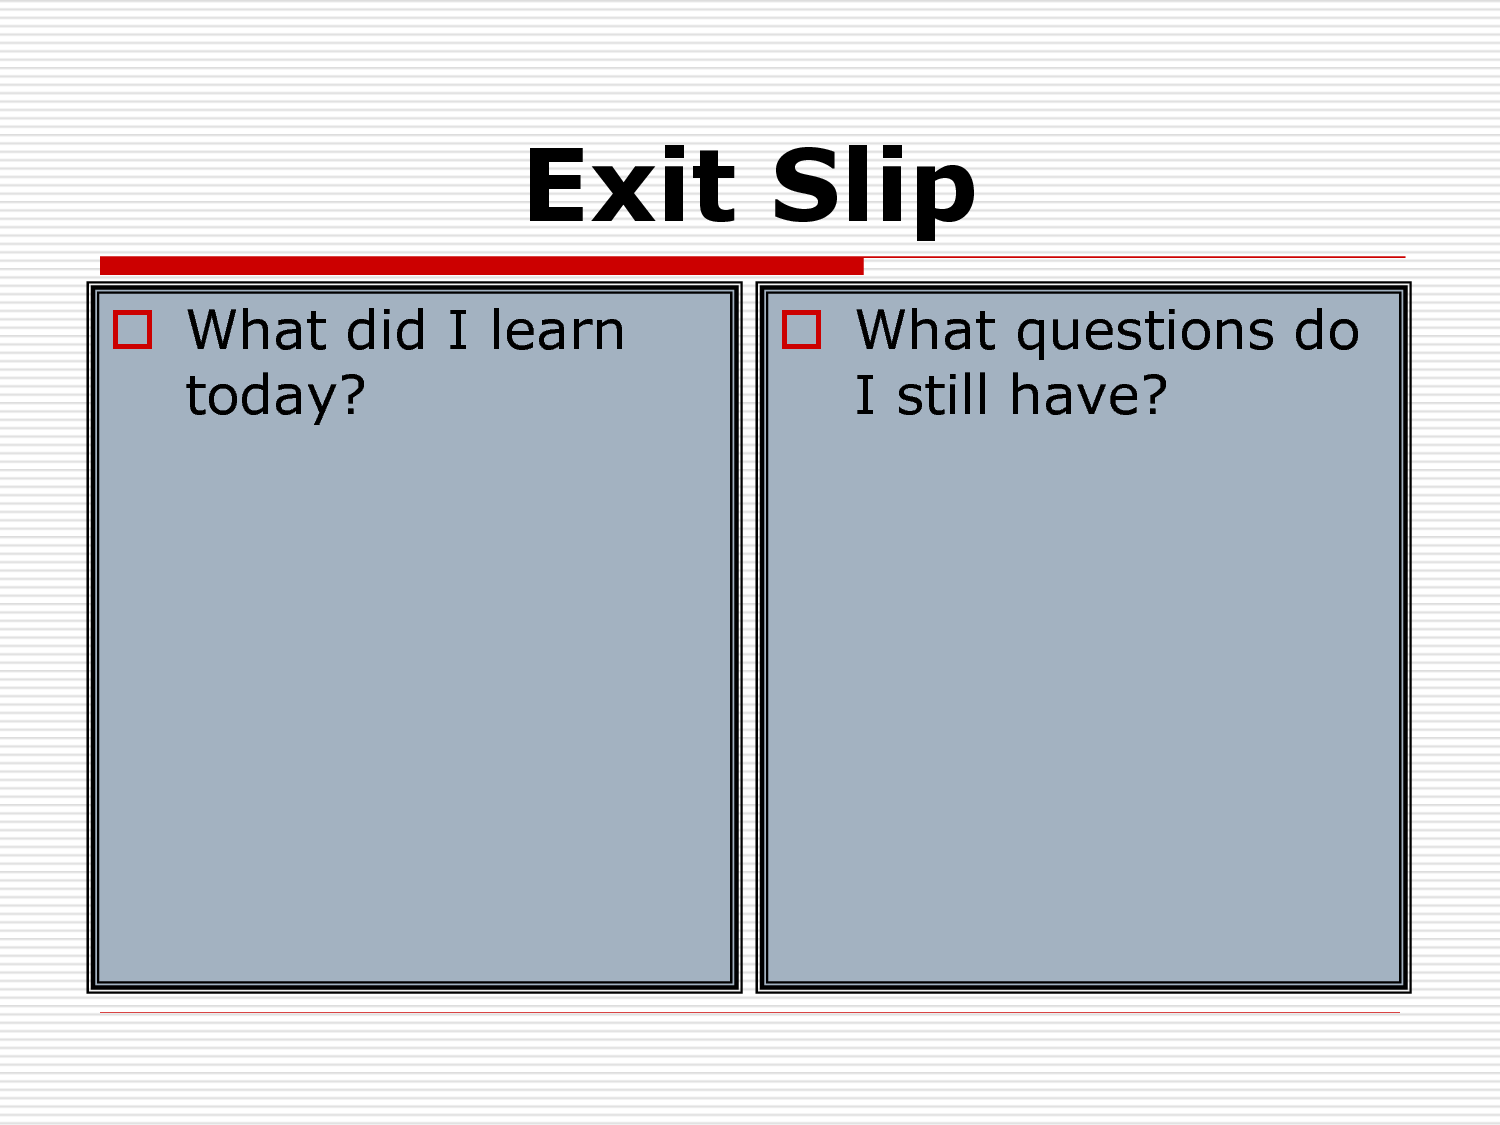 Exit Slip
What did I learn
today?
What questions do
I still have?